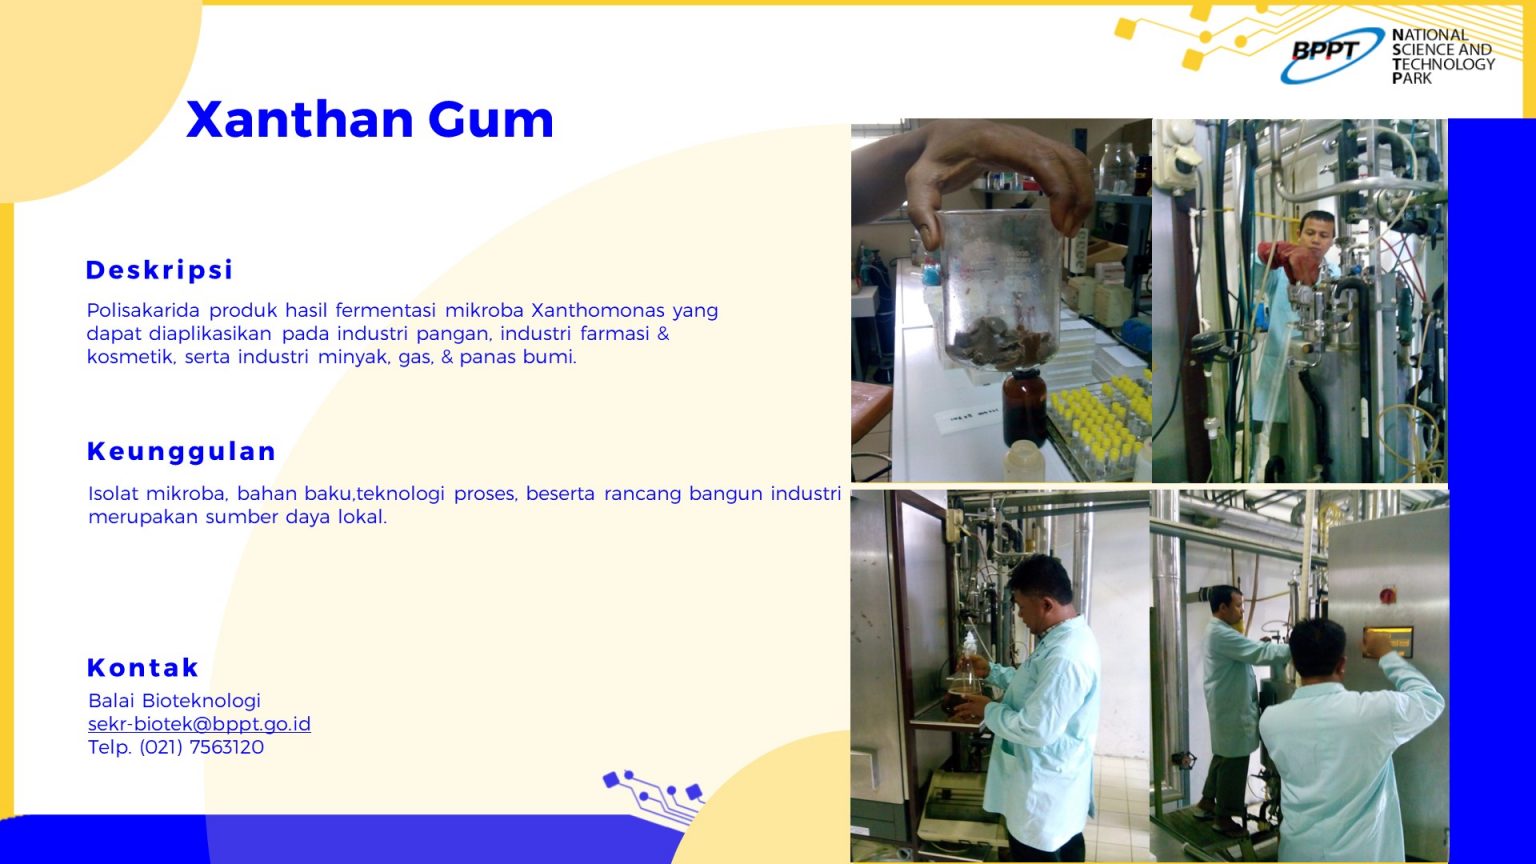 BPPT
NATIONAL
SCIENCE AND
TECHNOLOGY
PARK
Xanthan Gum
Deskripsi
Polisakarida produk hasil fermentasi mikroba Xanthomonas yang
dapat diaplikasikan pada industri pangan, industri farmasi &
kosmetik, serta industri minyak, gas, & panas bumi.
Keunggulan
Isolat mikroba, bahan baku,teknologi proses, beserta rancang bangun industri
merupakan sumber daya lokal.
Kontak
Balai Bioteknologi
sekr-biotek@bppt.go.id
Telp. (021) 7563120